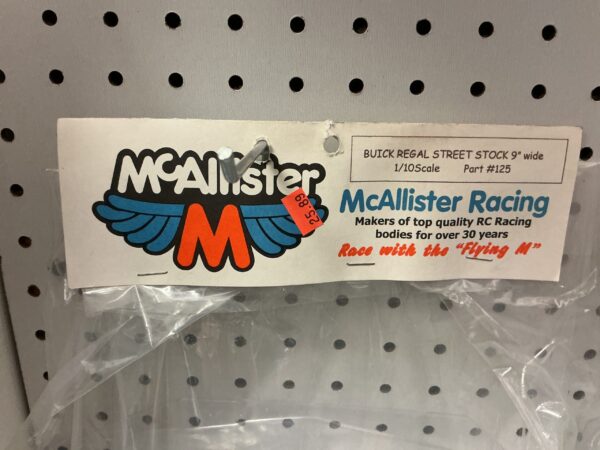 McAllister
M
25.89
BUICK REGAL STREET STOCK 9" wide
1/10Scale Part #125
McAllister Racing
Makers of top quality RC Racing
bodies for over 30 years
Race with the "Flying M"